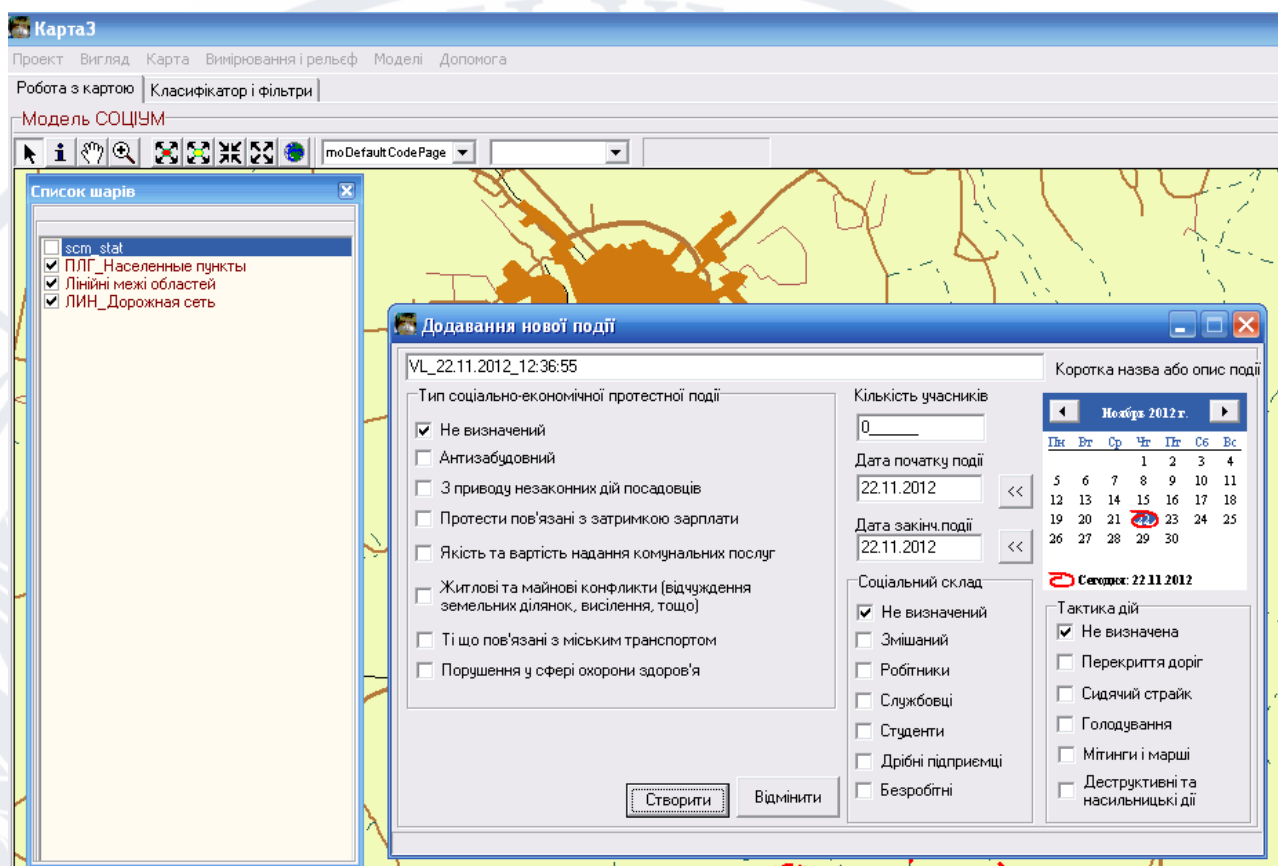 Карта3
Проект Вигляд Карта Вимірювання і рельєф Моделі Допомога
Робота з картою Класифікатор і фільтри
Модель СОЦІУМ
moDefaultCodePage
Список шарів
scm_stat
ПЛГ_Населенные пункты
Лінійні межі областей
ЛИН_Дорожная сеть
Додавання нової події
VL_22.11.2012_12:36:55
Коротка назва або опис події
Тип соціально-економічної протестної події
Не визначений
Антизабудовний
З приводу незаконних дій посадовців
Протести пов'язані з затримкою зарплати
Якість та вартість надання комунальних послуг
Житлові та майнові конфликти (відчуждення
земельних ділянок, висілення, тощо)
Ті що пов'язані з міським транспортом
Порушення у сфері охорони здоров'я
Створити Відмінити
Кількість учасників
0______
Дата початку події
22.11.2012 <<
Дата закінч.події
22.11.2012 <<
Соціальний склад
Не визначений
Змішаний
Робітники
Службовці
Студенти
Дрібні підприємці
Безробітні
Ноябрь 2012 г.
Пн Вт Ср Чт Пт Сб Вс
1 2 3 4
5 6 7 8 9 10 11
12 13 14 15 16 17 18
19 20 21 22 23 24 25
26 27 28 29 30
Сегодня: 22.11.2012
Тактика дій
Не визначена
Перекриття доріг
Сидячий страйк
Голодування
Мітинги і марші
Деструктивні та
насильницькі дії